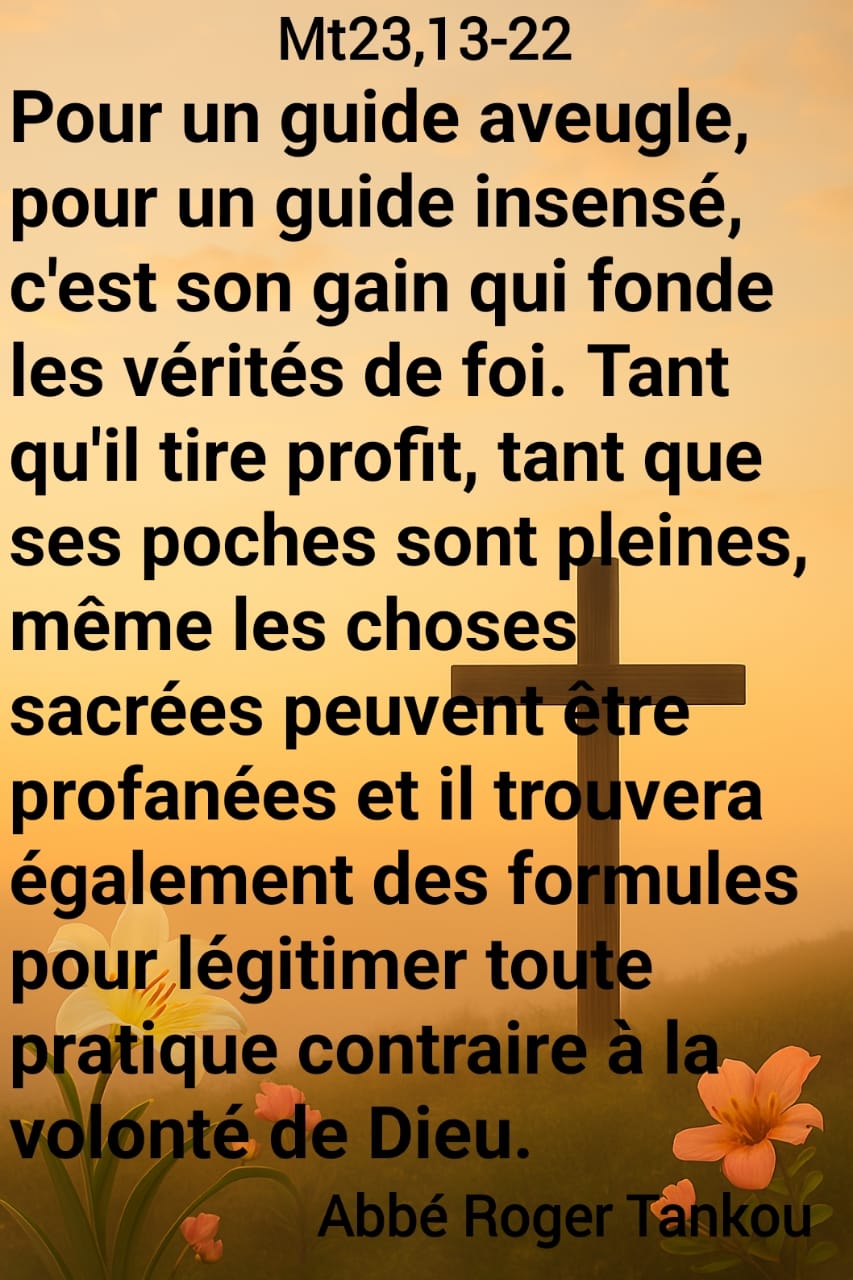 Mt23,13-22
Pour un guide aveugle,
pour un guide insensé,
c'est son gain qui fonde
les vérités de foi. Tant
qu'il tire profit, tant que
ses poches sont pleines,
même les choses
sacrées peuvent être
profanées et il trouvera
également des formules
pour légitimer toute
pratique contraire à la
volonté de Dieu.
Abbé Roger Tankou